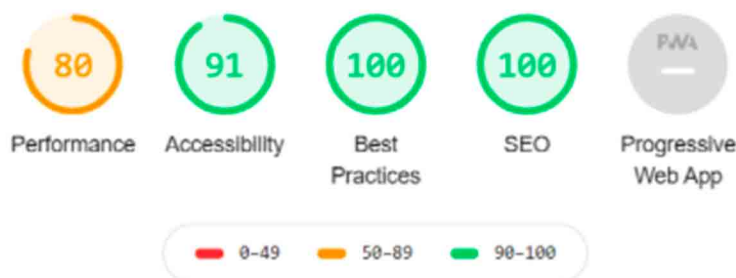 80 91 100 100 PWA
Performance Accessibility Best Practices SEO Progressive Web App
0–49 50–89 90–100